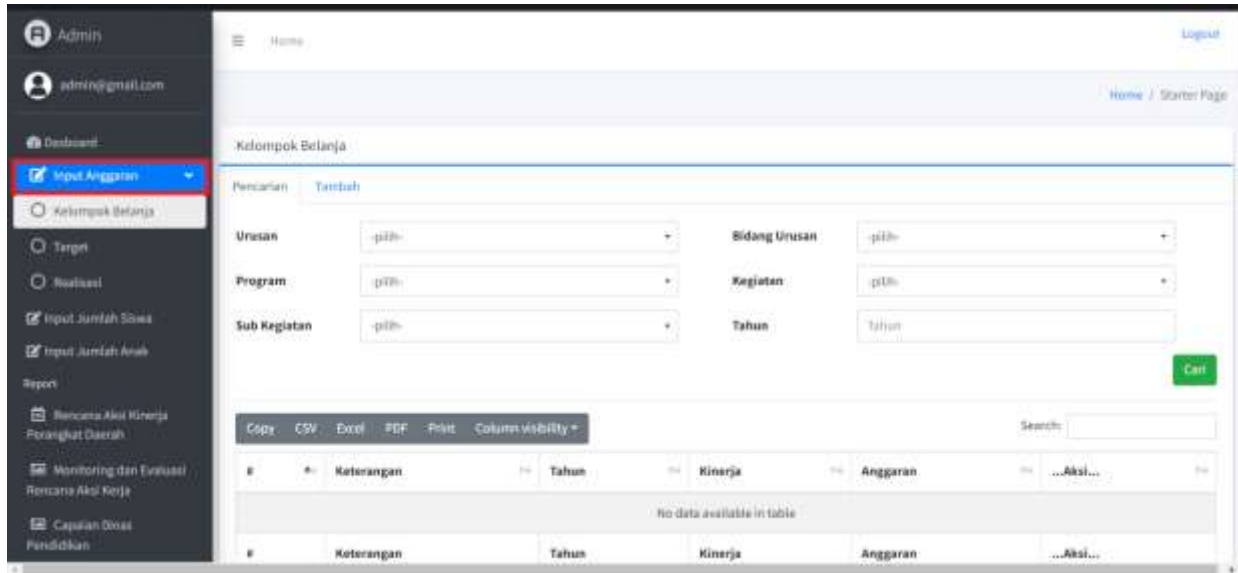 Admin
admin@gmail.com
Dasboard
Input Anggaran
Kelompok Belanja
Target
Realisasi
Input Jumlah Siswa
Input Jumlah Anak
Report
Rencana Aksi Kinerja
Perangkat Daerah
Monitoring dan Evaluasi
Rencana Aksi Kerja
Capaian Dinas
Pendidikan
Home
Logout
Home / Starter Page
Kelompok Belanja
Pencarian Tambah
Urusan -pilih- Bidang Urusan -pilih-
Program -pilih- Kegiatan -pilih-
Sub Kegiatan -pilih- Tahun Tahun
Cari
Copy CSV Excel PDF Print Column visibility Search:
# Keterangan Tahun Kinerja Anggaran ...Aksi...
No data available in table
# Keterangan Tahun Kinerja Anggaran ...Aksi...